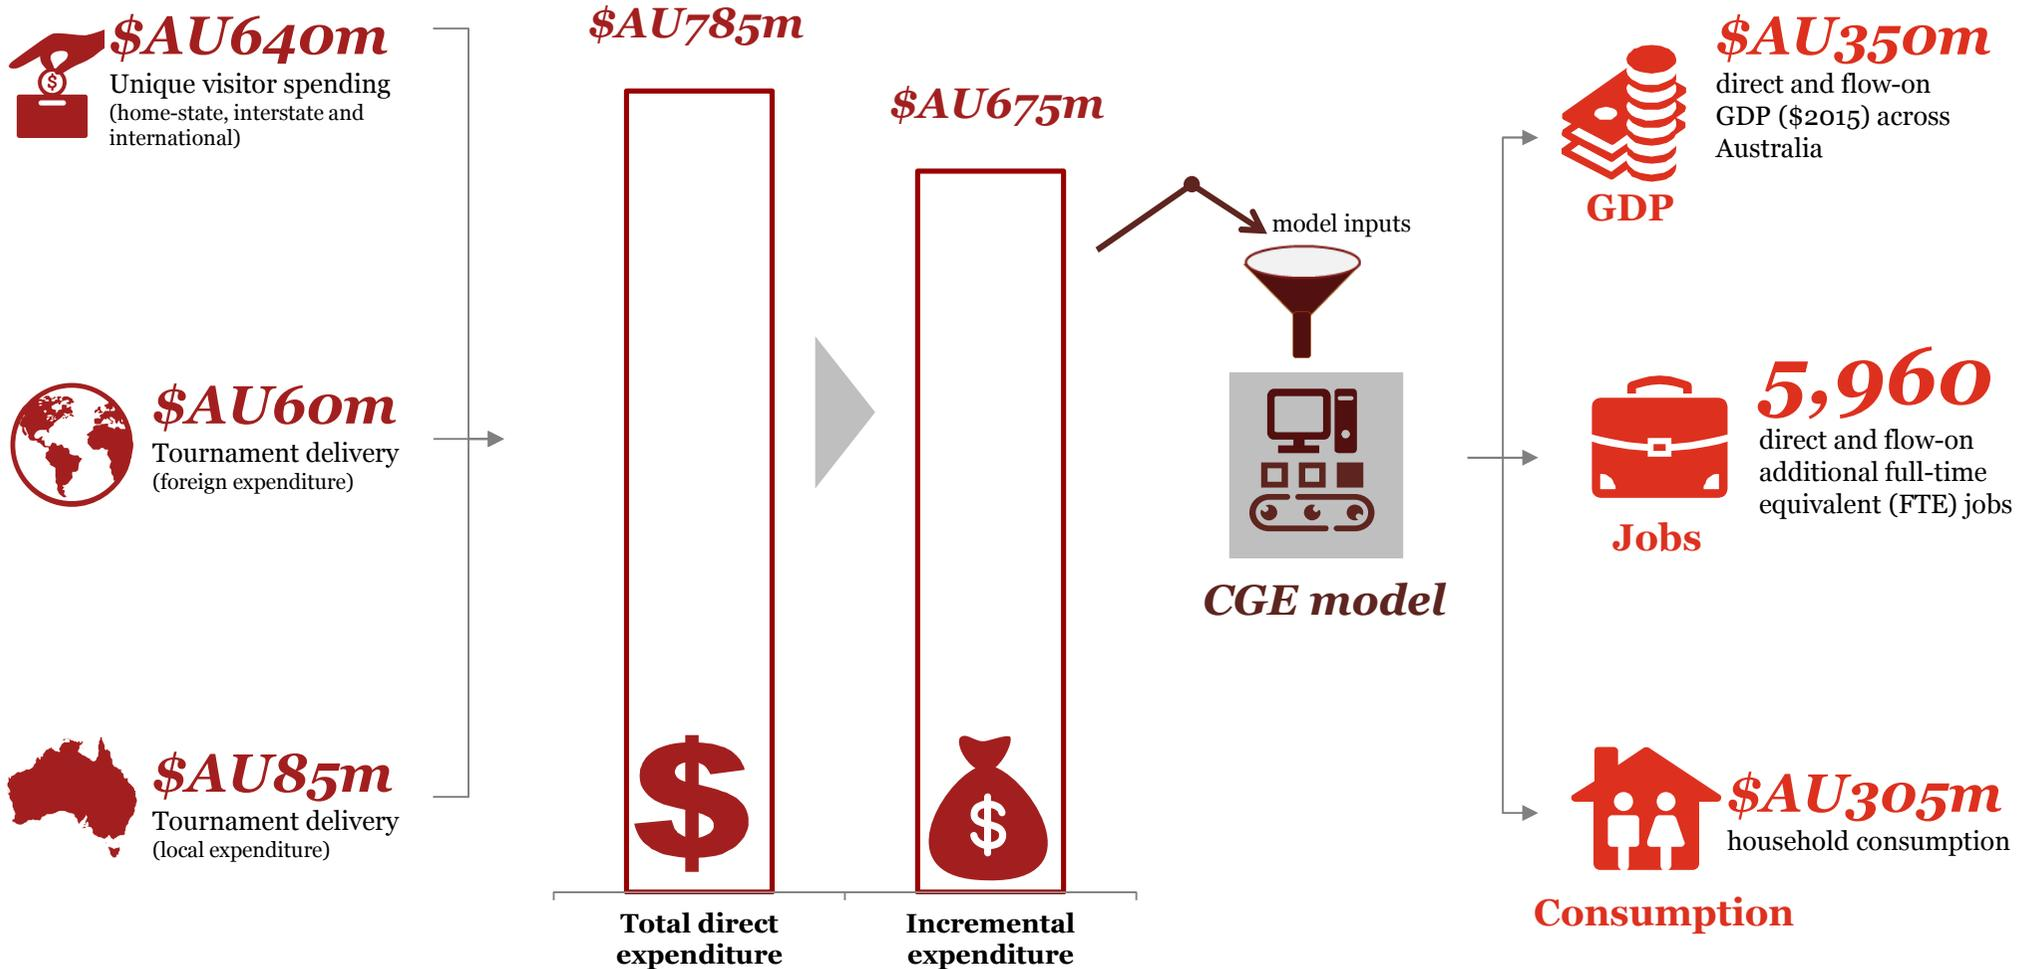 $AU640m
Unique visitor spending
(home-state, interstate and
international)
$AU60m
Tournament delivery
(foreign expenditure)
$AU85m
Tournament delivery
(local expenditure)
$AU785m
$AU675m
$
$
$
Total direct
expenditure
Incremental
expenditure
model inputs
CGE model
$AU350m
direct and flow-on
GDP ($2015) across
Australia
GDP
5,960
direct and flow-on
additional full-time
equivalent (FTE) jobs
Jobs
$AU305m
household consumption
Consumption